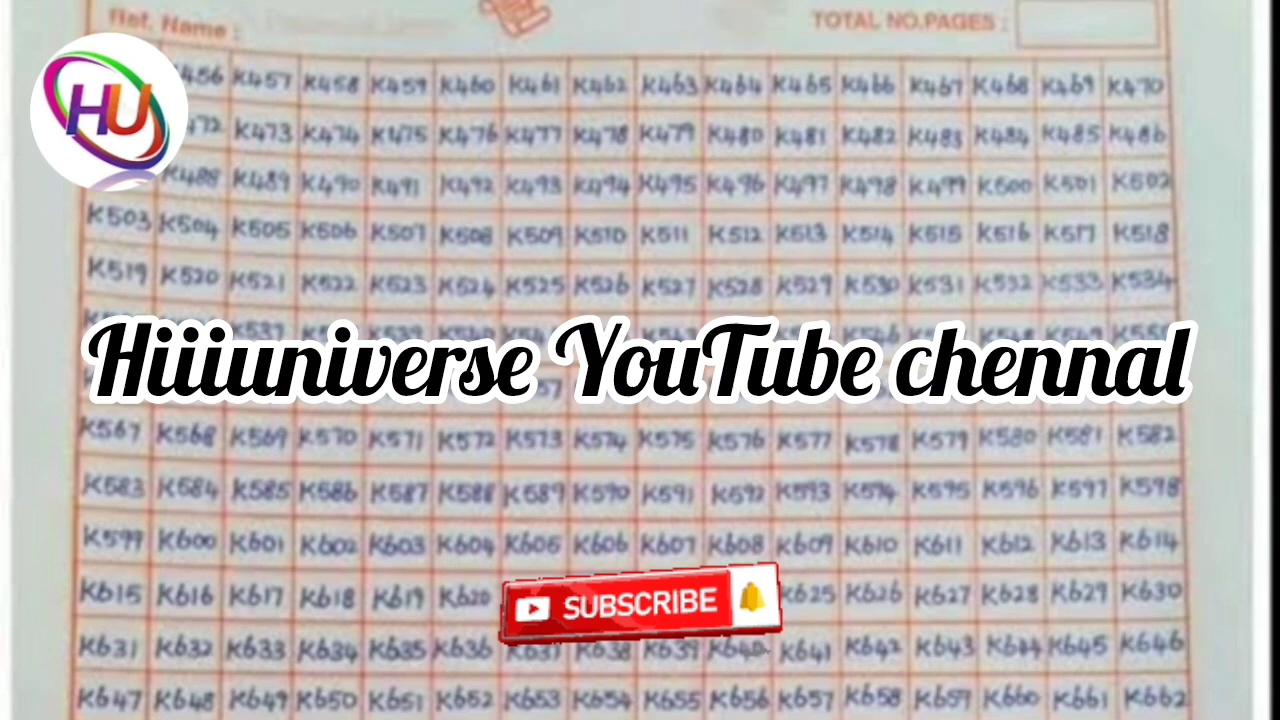 Ref. Name :
TOTAL NO.PAGES :
HU
K457 K458 K459 K460 K461 K462 K463 K464 K465 K466 K467 K468 K469 K470
K473 K474 K475 K476 K477 K478 K479 K480 K481 K482 K483 K484 K485 K486
K488 K489 K490 K491 K492 K493 K494 K495 K496 K497 K498 K499 K500 K501 K502
K503 K504 K505 K506 K507 K508 K509 K510 K511 K512 K513 K514 K515 K516 K517 K518
K519 K520 K521 K522 K523 K524 K525 K526 K527 K528 K529 K530 K531 K532 K533 K534
Hiiiuniverse YouTube chennal
K567 K568 K569 K570 K571 K572 K573 K574 K575 K576 K577 K578 K579 K580 K581 K582
K583 K584 K585 K586 K587 K588 K589 K590 K591 K592 K593 K594 K595 K596 K597 K598
K599 K600 K601 K602 K603 K604 K605 K606 K607 K608 K609 K610 K611 K612 K613 K614
K615 K616 K617 K618 K619 K620 K625 K626 K627 K628 K629 K630
SUBSCRIBE
K631 K632 K633 K634 K635 K636 K637 K638 K639 K640 K641 K642 K643 K644 K645 K646
K647 K648 K649 K650 K651 K652 K653 K654 K655 K656 K657 K658 K659 K660 K661 K662